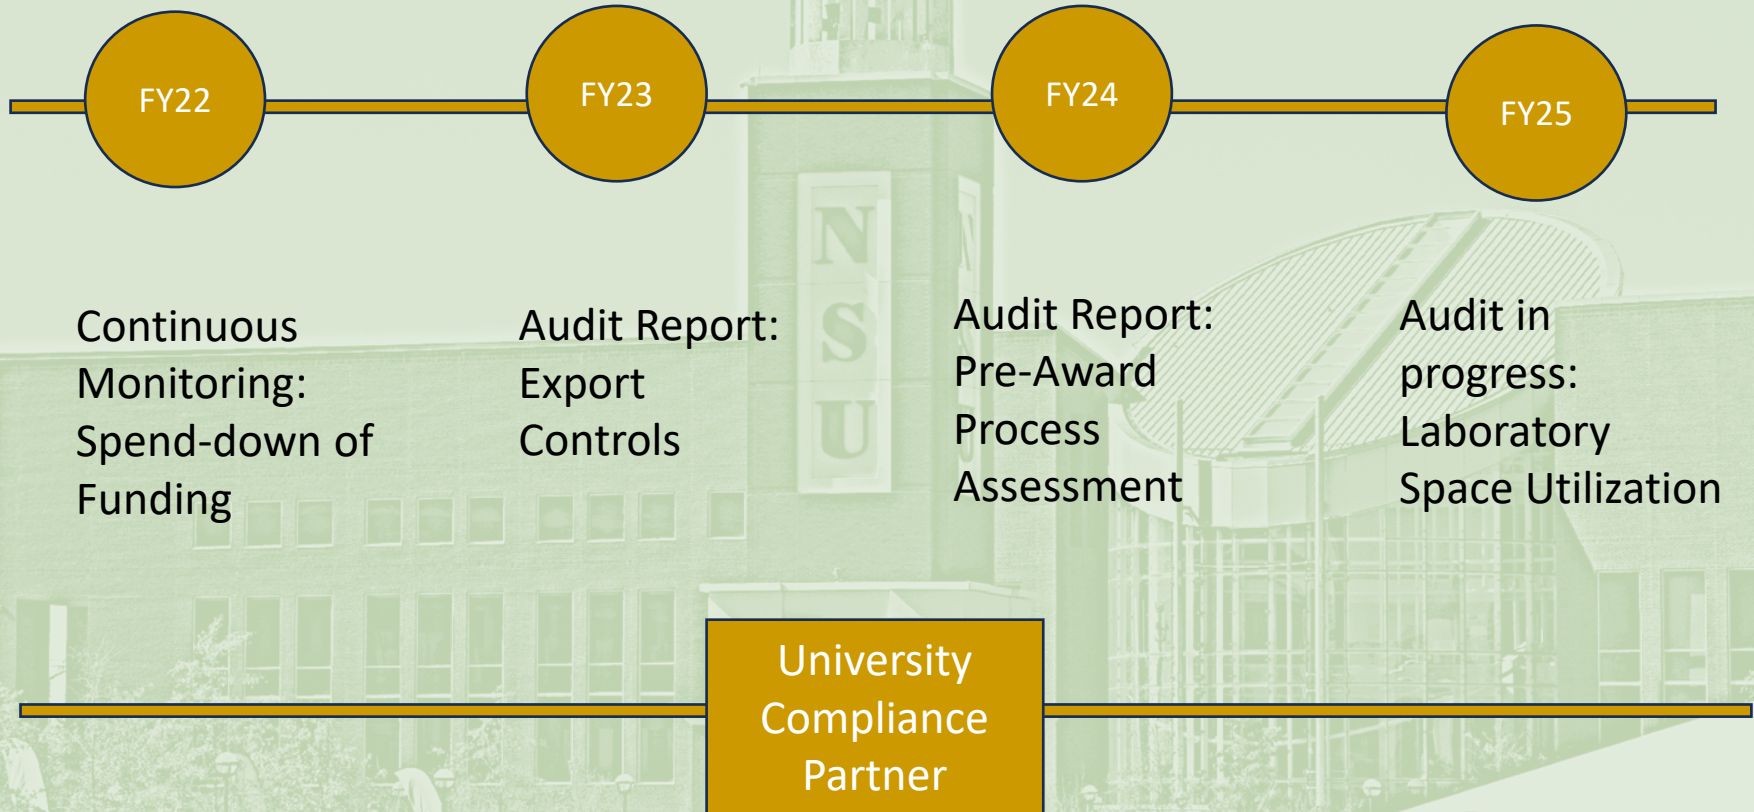 FY22
FY23
FY24
FY25
N
S
U
Continuous
Monitoring:
Spend-down of
Funding
Audit Report:
Export
Controls
Audit Report:
Pre-Award
Process
Assessment
Audit in
progress:
Laboratory
Space Utilization
University
Compliance
Partner